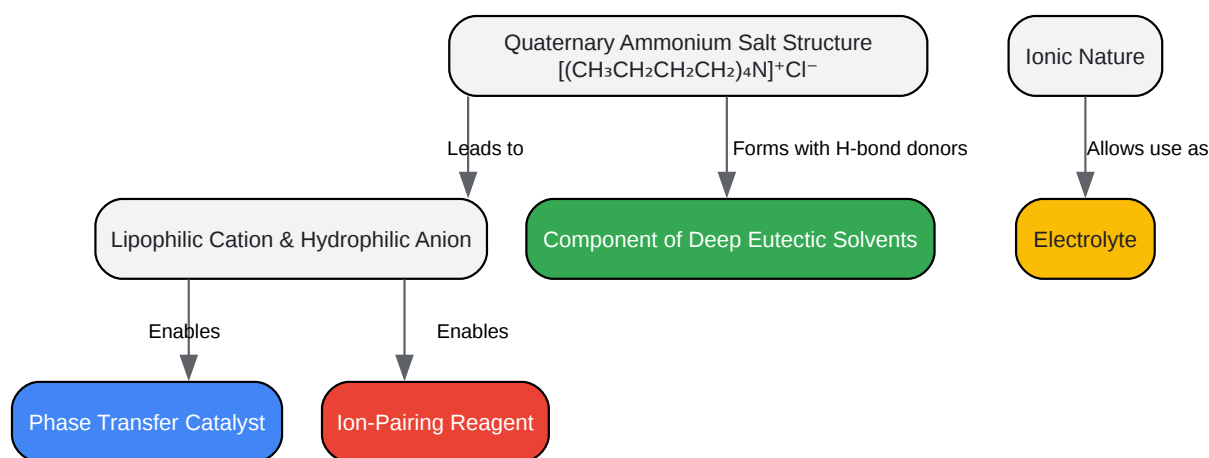 Quaternary Ammonium Salt Structure
[(CH₃CH₂CH₂CH₂)₄N]⁺Cl⁻
Ionic Nature
Leads to
Forms with H-bond donors
Allows use as
Lipophilic Cation & Hydrophilic Anion
Component of Deep Eutectic Solvents
Electrolyte
Enables
Enables
Phase Transfer Catalyst
Ion-Pairing Reagent